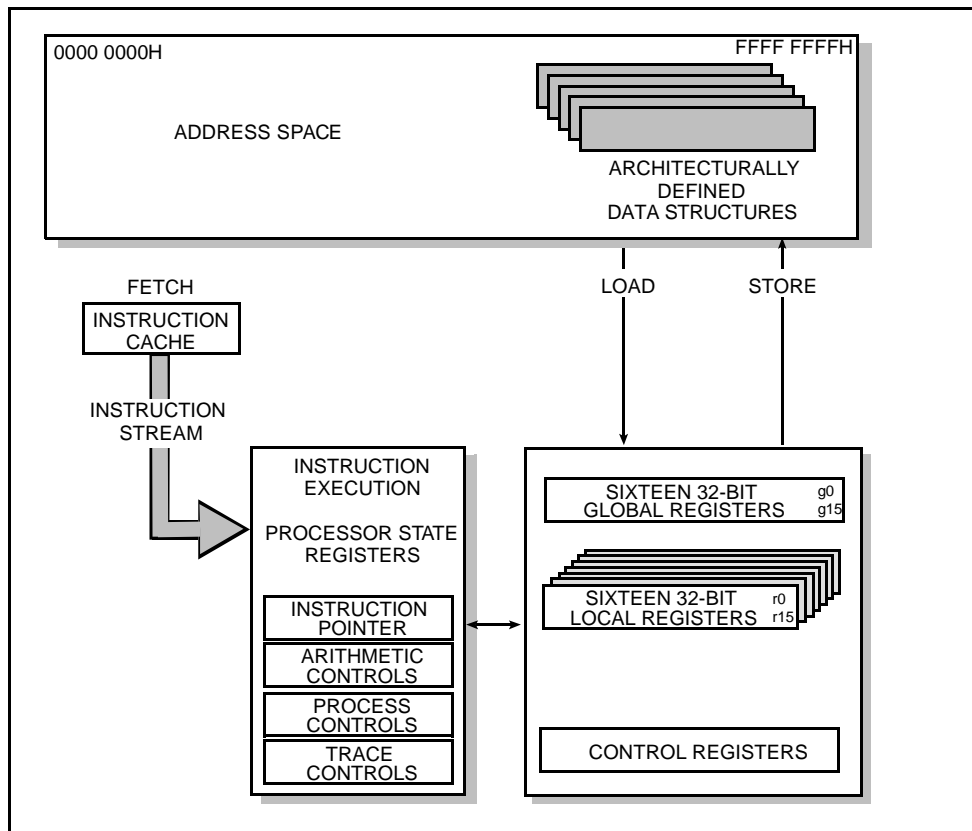 0000 0000H
FFFF FFFFH
ADDRESS SPACE
ARCHITECTURALLY
DEFINED
DATA STRUCTURES
FETCH
LOAD
STORE
INSTRUCTION
CACHE
INSTRUCTION
STREAM
INSTRUCTION
EXECUTION
PROCESSOR STATE
REGISTERS
INSTRUCTION
POINTER
ARITHMETIC
CONTROLS
PROCESS
CONTROLS
TRACE
CONTROLS
SIXTEEN 32-BIT g0
GLOBAL REGISTERS g15
SIXTEEN 32-BIT r0
LOCAL REGISTERS r15
CONTROL REGISTERS